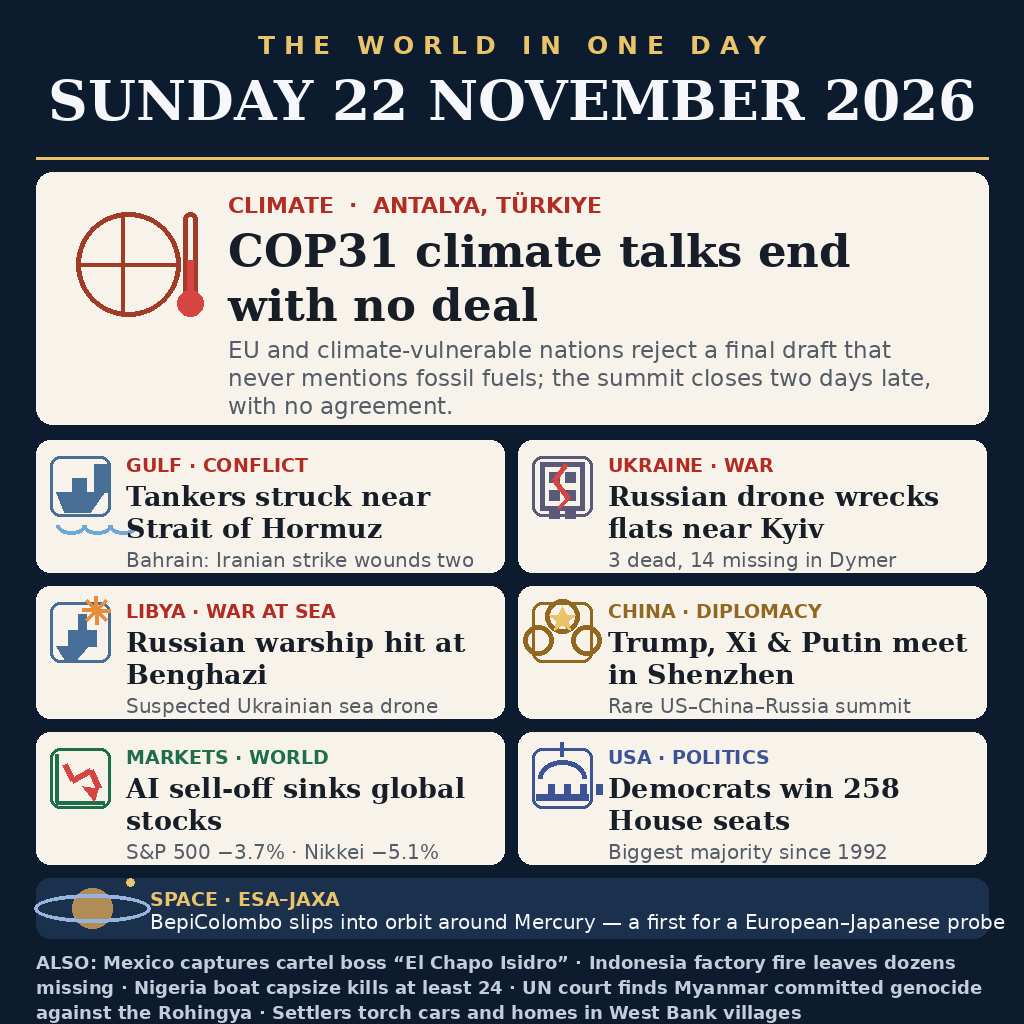 THE WORLD IN ONE DAY
SUNDAY 22 NOVEMBER 2026
CLIMATE · ANTALYA, TÜRKIYE
COP31 climate talks end
with no deal
EU and climate-vulnerable nations reject a final draft that
never mentions fossil fuels; the summit closes two days late,
with no agreement.
GULF · CONFLICT
Tankers struck near
Strait of Hormuz
Bahrain: Iranian strike wounds two
UKRAINE · WAR
Russian drone wrecks
flats near Kyiv
3 dead, 14 missing in Dymer
LIBYA · WAR AT SEA
Russian warship hit at
Benghazi
Suspected Ukrainian sea drone
CHINA · DIPLOMACY
Trump, Xi & Putin meet
in Shenzhen
Rare US–China–Russia summit
MARKETS · WORLD
AI sell-off sinks global
stocks
S&P 500 −3.7% · Nikkei −5.1%
USA · POLITICS
Democrats win 258
House seats
Biggest majority since 1992
SPACE · ESA–JAXA
BepiColombo slips into orbit around Mercury — a first for a European–Japanese probe
ALSO: Mexico captures cartel boss “El Chapo Isidro” · Indonesia factory fire leaves dozens
missing · Nigeria boat capsize kills at least 24 · UN court finds Myanmar committed genocide
against the Rohingya · Settlers torch cars and homes in West Bank villages